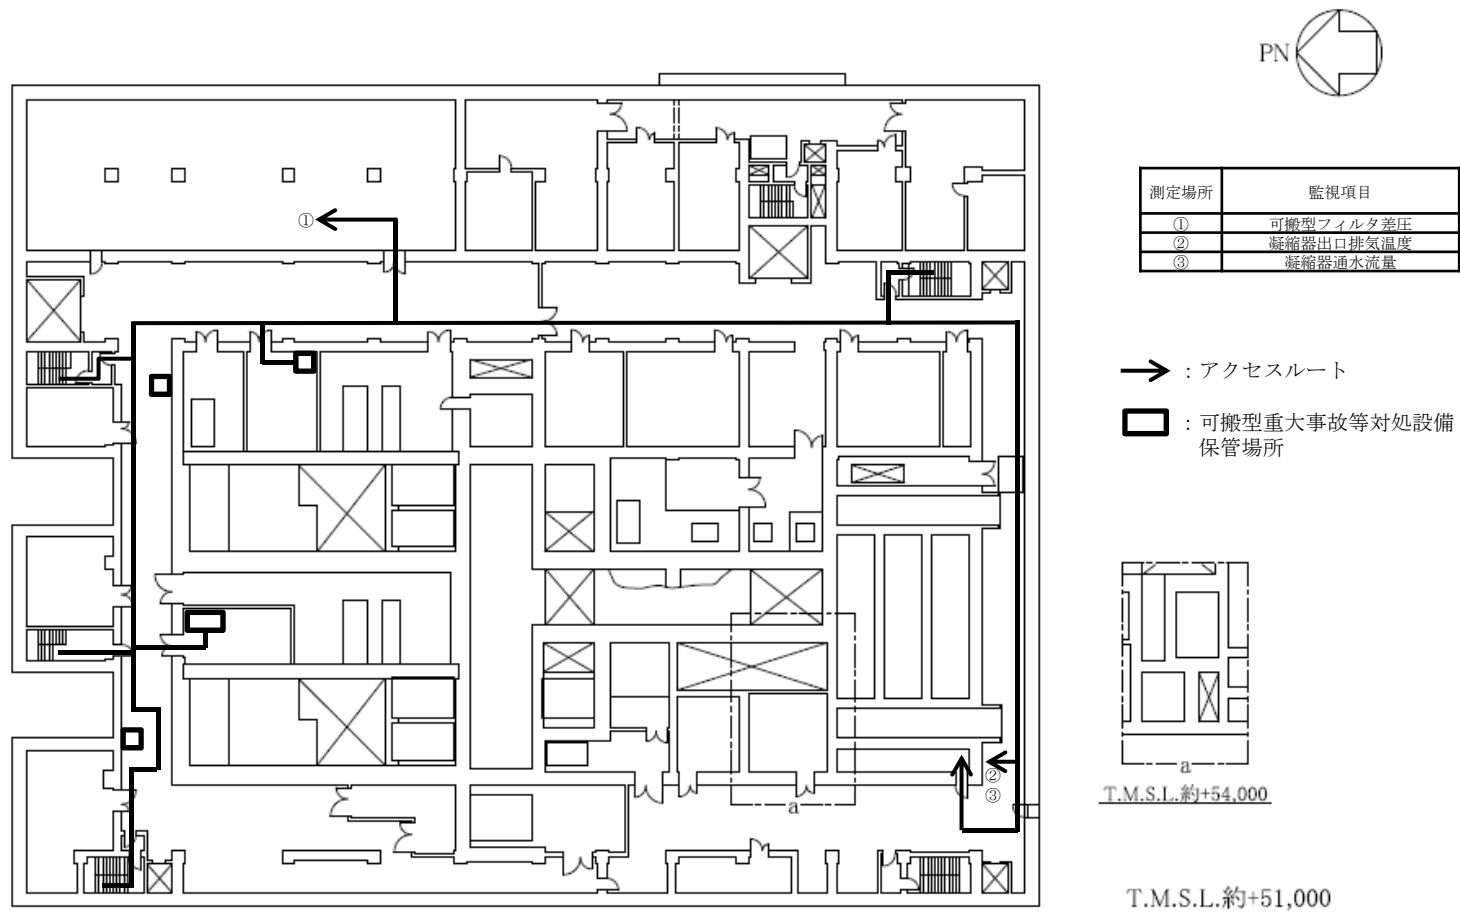 PN
測定場所 監視項目
① 可搬型フィルタ差圧
② 凝縮器出口排気温度
③ 凝縮器通水流量
①
：アクセスルート
：可搬型重大事故等対処設備
保管場所
②
③
a
a
T.M.S.L.約+54,000
T.M.S.L.約+51,000